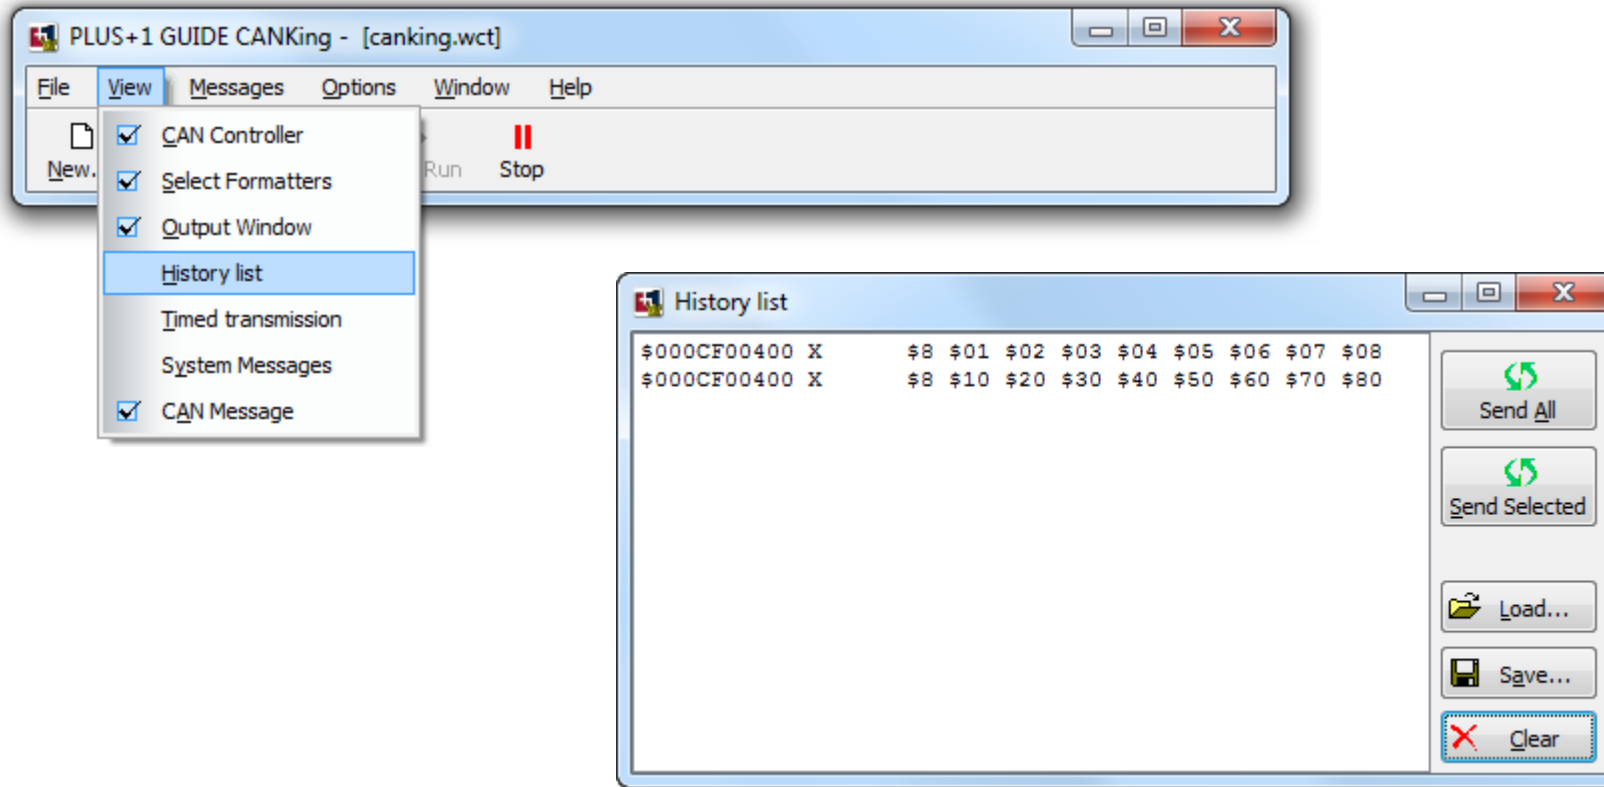 PLUS+1 GUIDE CANKing - [canking.wct]
File View Messages Options Window Help
New. Run Stop
CAN Controller
Select Formatters
Output Window
History list
Timed transmission
System Messages
CAN Message
History list
$000CF00400 X $8 $01 $02 $03 $04 $05 $06 $07 $08
$000CF00400 X $8 $10 $20 $30 $40 $50 $60 $70 $80
Send All
Send Selected
Load...
Save...
Clear